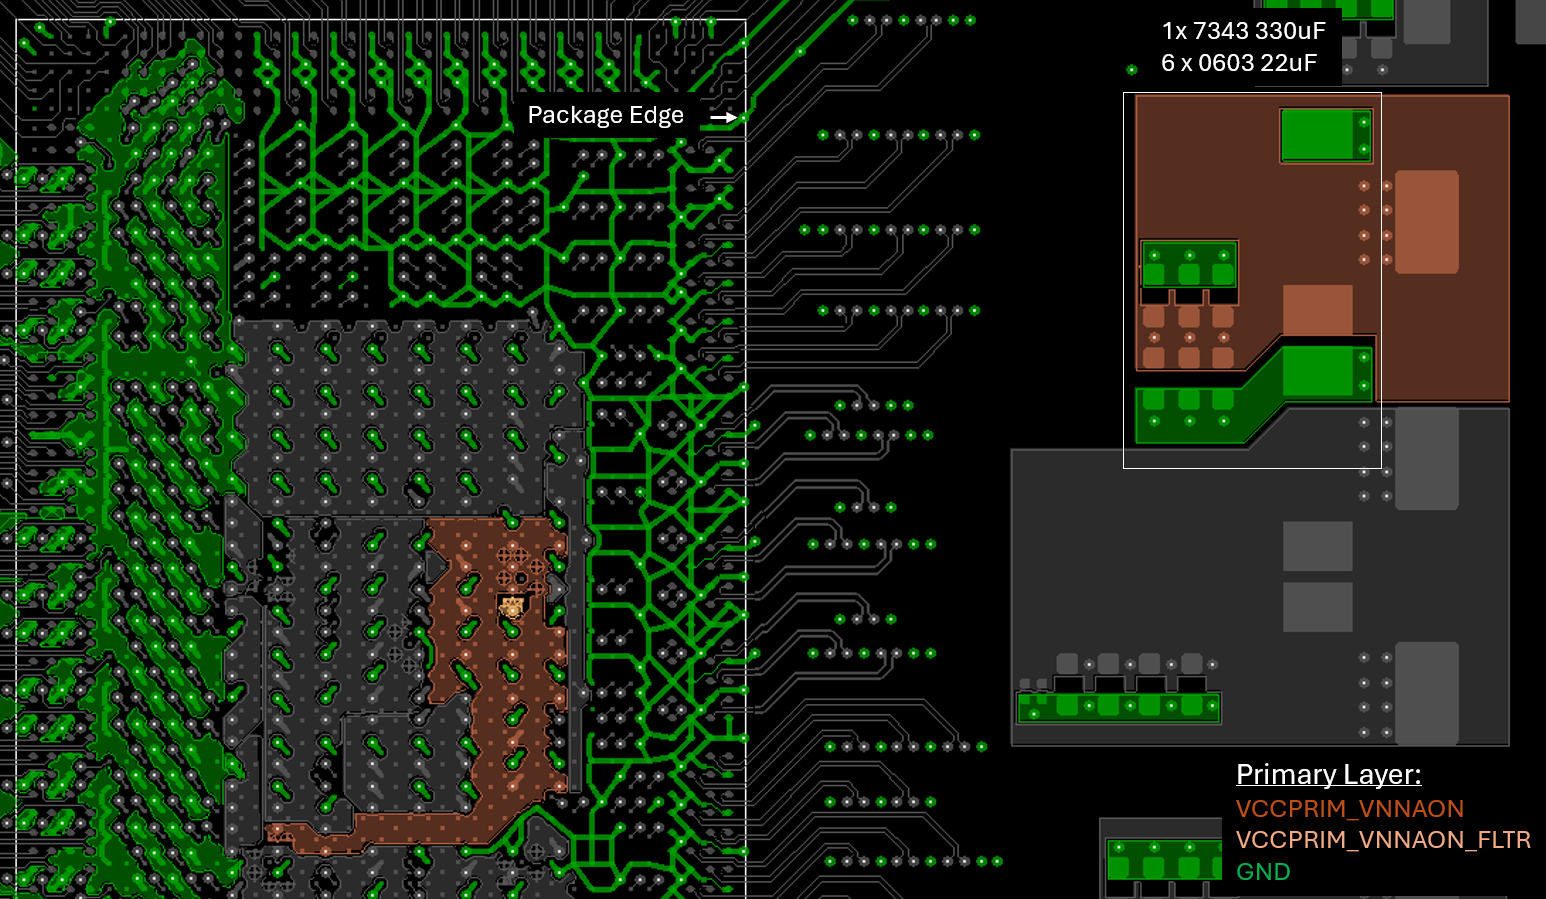 1x 7343 330uF
6 x 0603 22uF
Package Edge
Primary Layer:
VCCPRIM_VNNAON
VCCPRIM_VNNAON_FLTR
GND